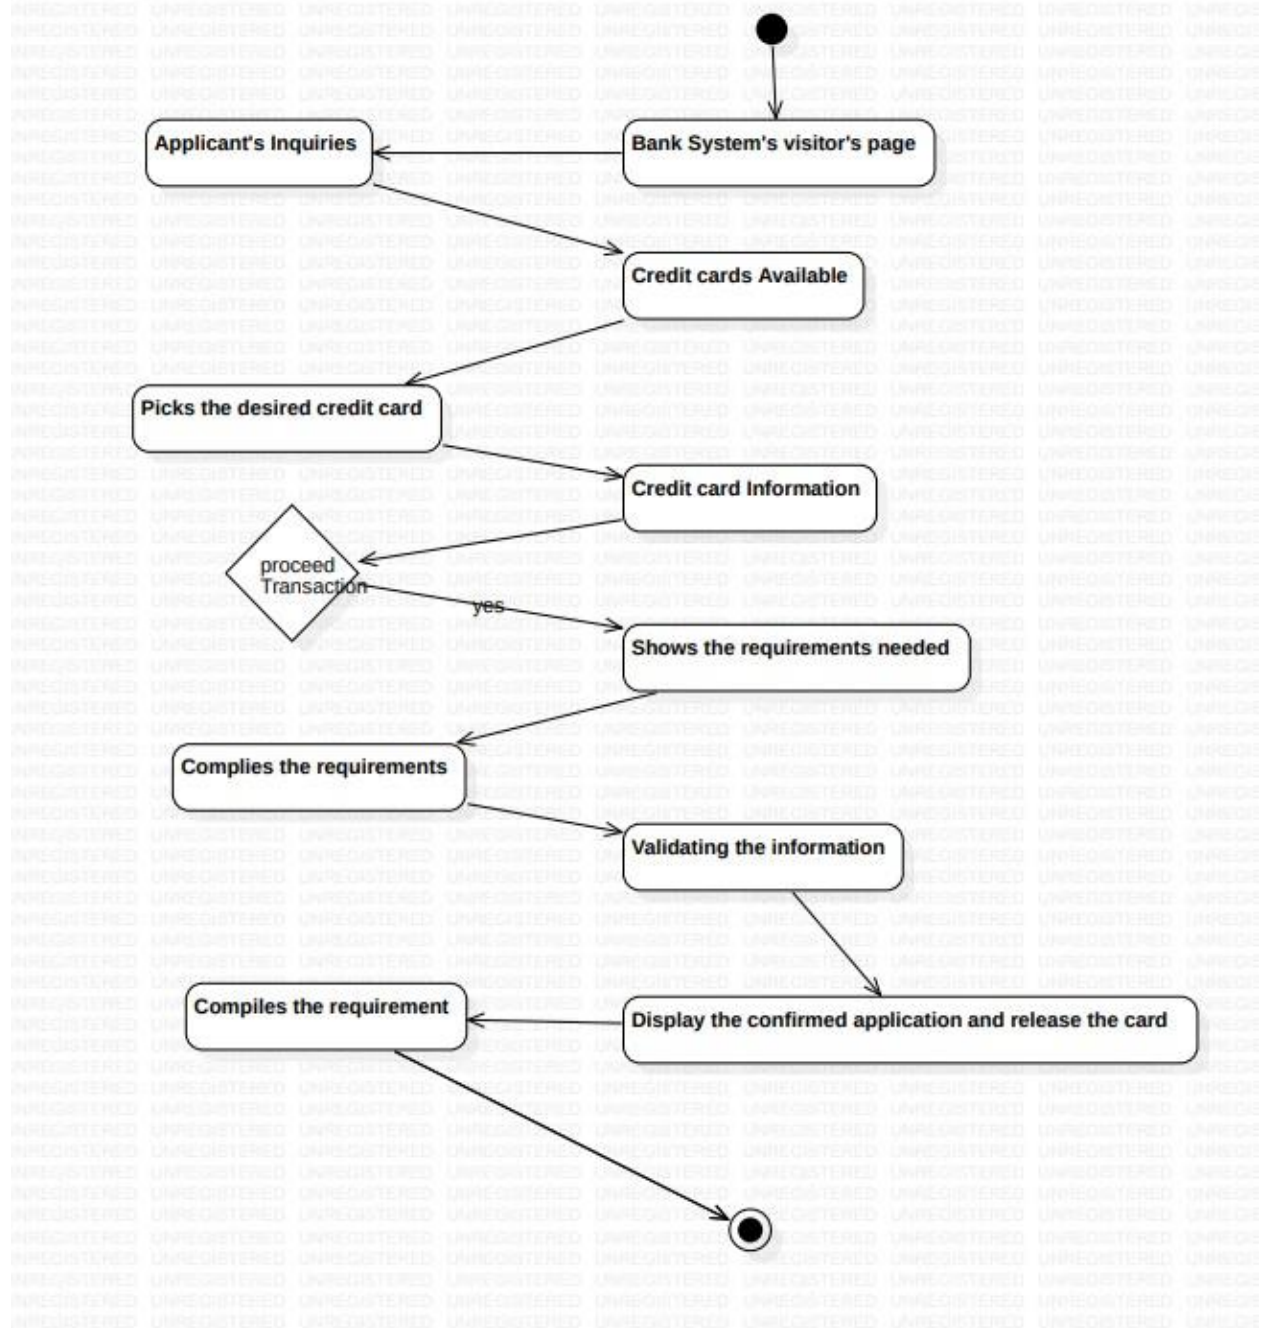 Bank System's visitor's page
Applicant's Inquiries
Credit cards Available
Picks the desired credit card
Credit card Information
proceed
Transaction
yes
Shows the requirements needed
Complies the requirements
Validating the information
Display the confirmed application and release the card
Compiles the requirement
UNREGISTERED